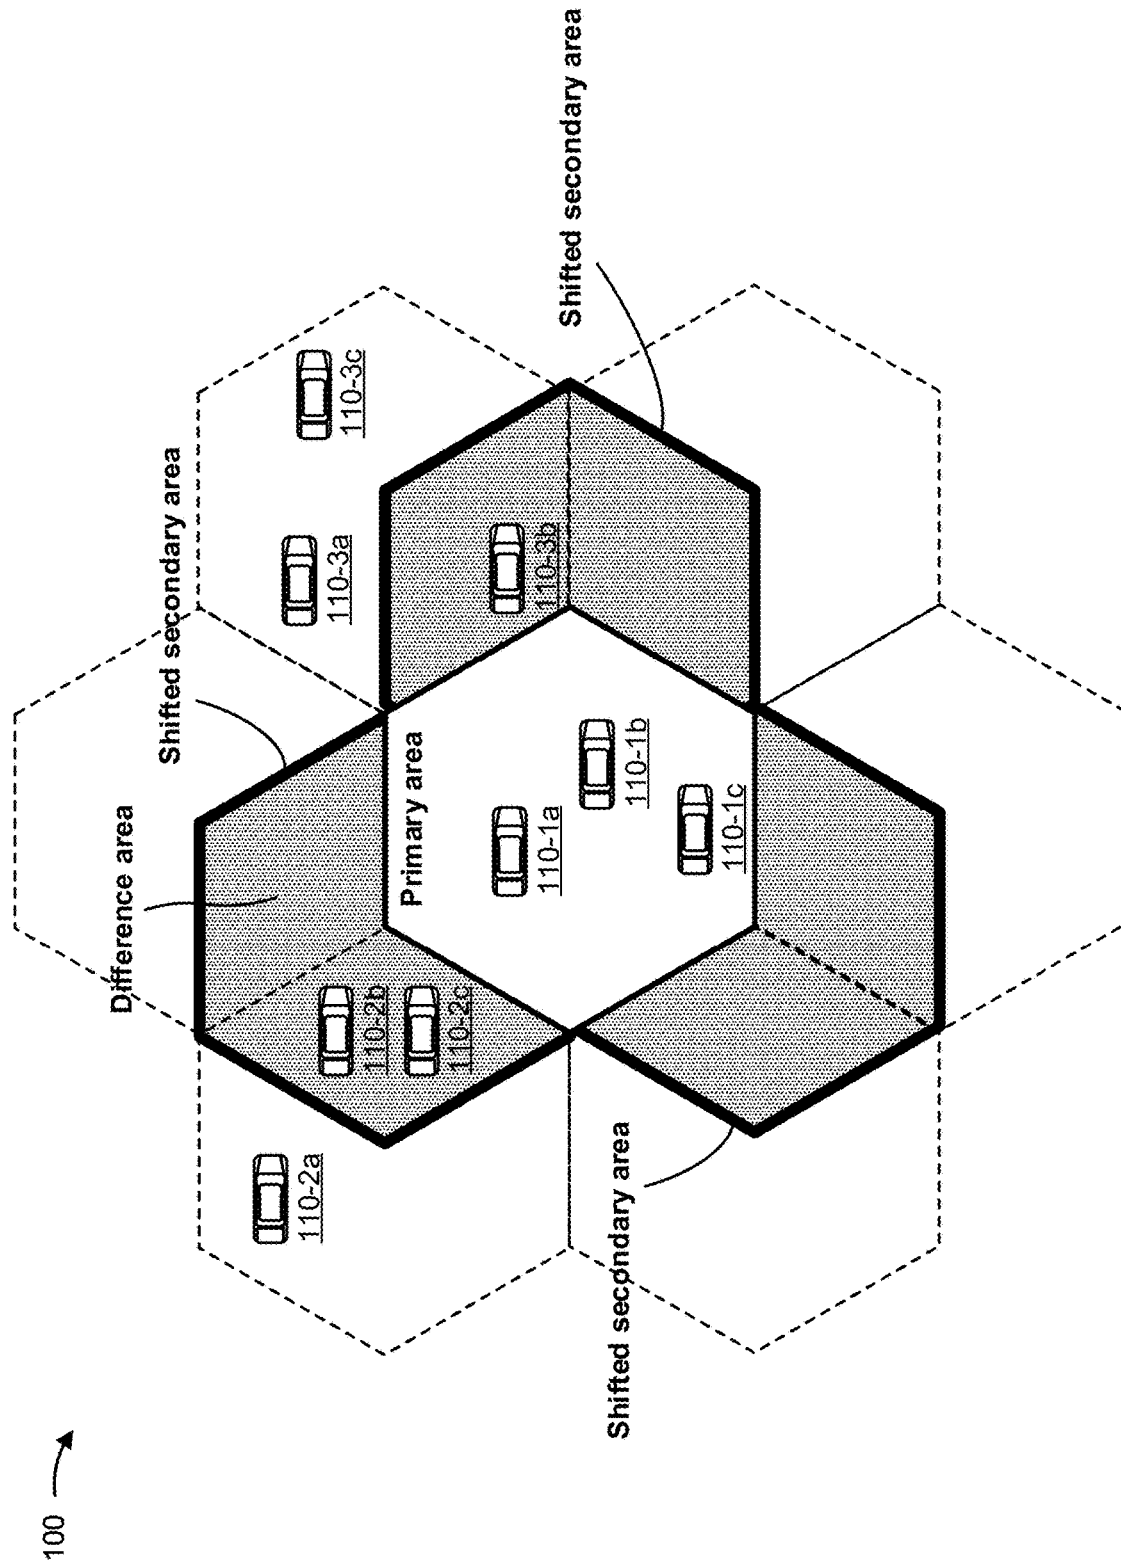 100
Difference area
Shifted secondary area
110-2a
110-2b
110-2c
110-3a
110-3c
Primary area
110-1a
110-1b
110-1c
110-3b
Shifted secondary area
Shifted secondary area